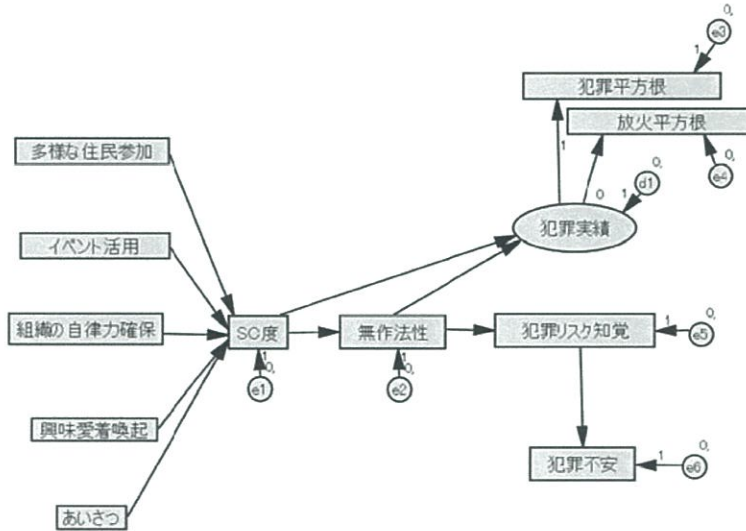 0,
e3
1
犯罪平方根
放火平方根
1
0
0,
e4
0,
1
d1
多様な住民参加
イベント活用
犯罪実績
組織の自律力確保
SC度
無作法性
犯罪リスク知覚
1
0,
e5
1
0,
e1
1
0,
e2
興味愛着喚起
犯罪不安
1
0,
e6
あいさつ